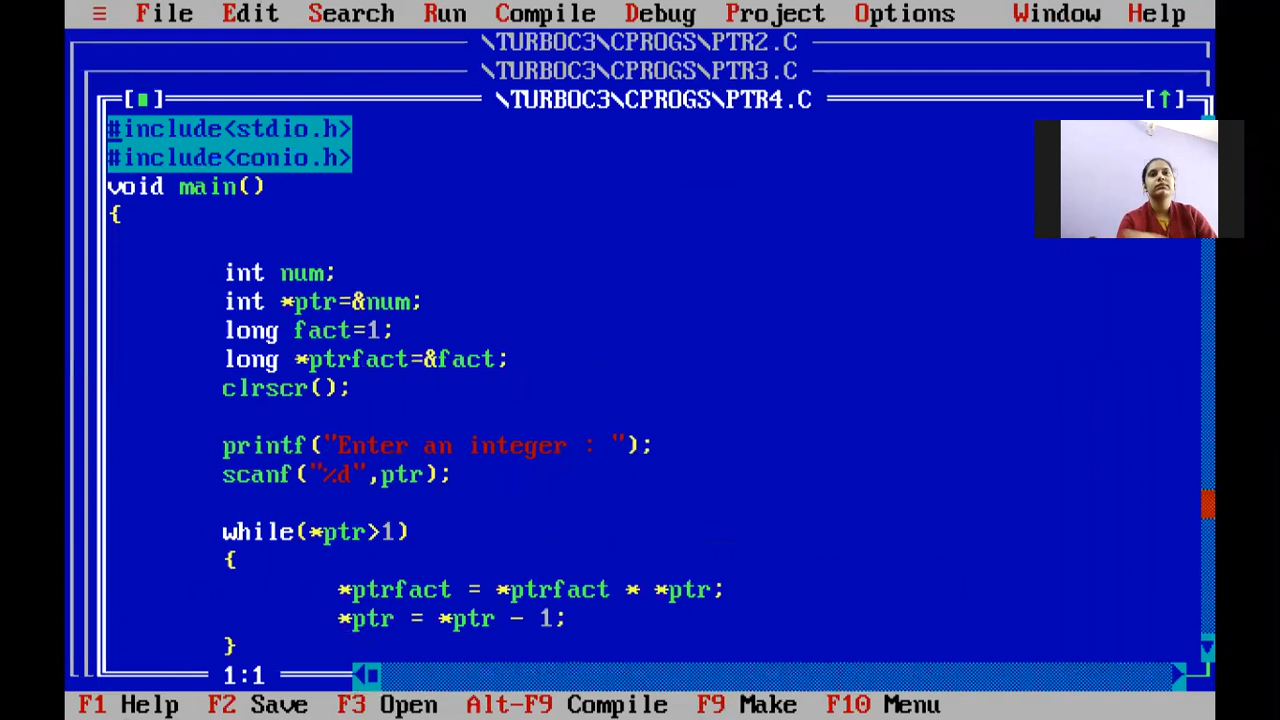 ≡ File Edit Search Run Compile Debug Project Options Window Help
\TURBOC3\CPROGS\PTR2.C
\TURBOC3\CPROGS\PTR3.C
[■] \TURBOC3\CPROGS\PTR4.C [↑]
#include<stdio.h>
#include<conio.h>
void main()
{
int num;
int *ptr=&num;
long fact=1;
long *ptrfact=&fact;
clrscr();
printf("Enter an integer : ");
scanf("%d",ptr);
while(*ptr>1)
{
*ptrfact = *ptrfact * *ptr;
*ptr = *ptr - 1;
}
1:1
F1 Help F2 Save F3 Open Alt-F9 Compile F9 Make F10 Menu